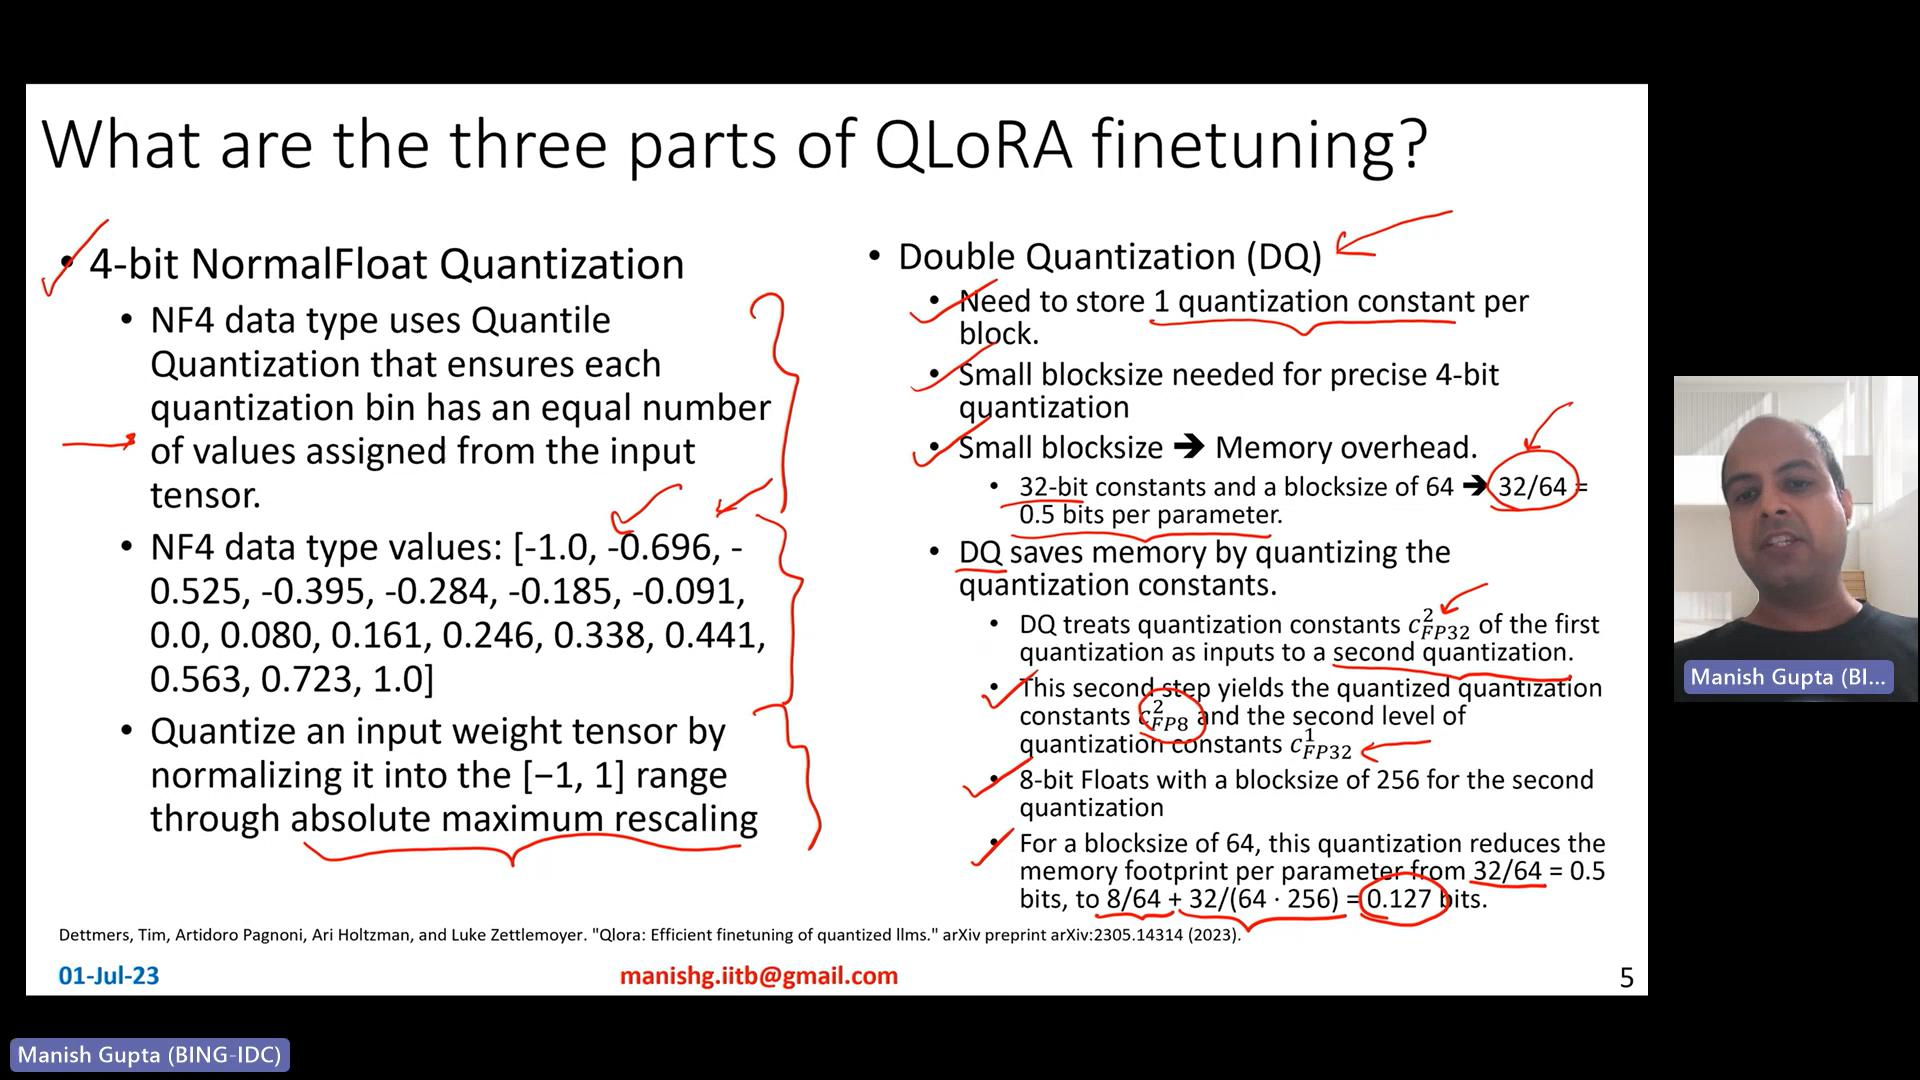 What are the three parts of QLoRA finetuning?
• 4-bit NormalFloat Quantization
• NF4 data type uses Quantile
Quantization that ensures each
quantization bin has an equal number
of values assigned from the input
tensor.
• NF4 data type values: [-1.0, -0.696, -
0.525, -0.395, -0.284, -0.185, -0.091,
0.0, 0.080, 0.161, 0.246, 0.338, 0.441,
0.563, 0.723, 1.0]
• Quantize an input weight tensor by
normalizing it into the [−1, 1] range
through absolute maximum rescaling
• Double Quantization (DQ)
• Need to store 1 quantization constant per
block.
• Small blocksize needed for precise 4-bit
quantization
• Small blocksize ➔ Memory overhead.
• 32-bit constants and a blocksize of 64 ➔ 32/64 =
0.5 bits per parameter.
• DQ saves memory by quantizing the
quantization constants.
• DQ treats quantization constants $c_{FP32}^{2}$ of the first
quantization as inputs to a second quantization.
• This second step yields the quantized quantization
constants $c_{FP8}^{2}$ and the second level of
quantization constants $c_{FP32}^{1}$
• 8-bit Floats with a blocksize of 256 for the second
quantization
• For a blocksize of 64, this quantization reduces the
memory footprint per parameter from 32/64 = 0.5
bits, to 8/64 + 32/(64 · 256) = 0.127 bits.
Dettmers, Tim, Artidoro Pagnoni, Ari Holtzman, and Luke Zettlemoyer. "Qlora: Efficient finetuning of quantized llms." arXiv preprint arXiv:2305.14314 (2023).
01-Jul-23
manishg.iitb@gmail.com
5
Manish Gupta (BI...
Manish Gupta (BING-IDC)